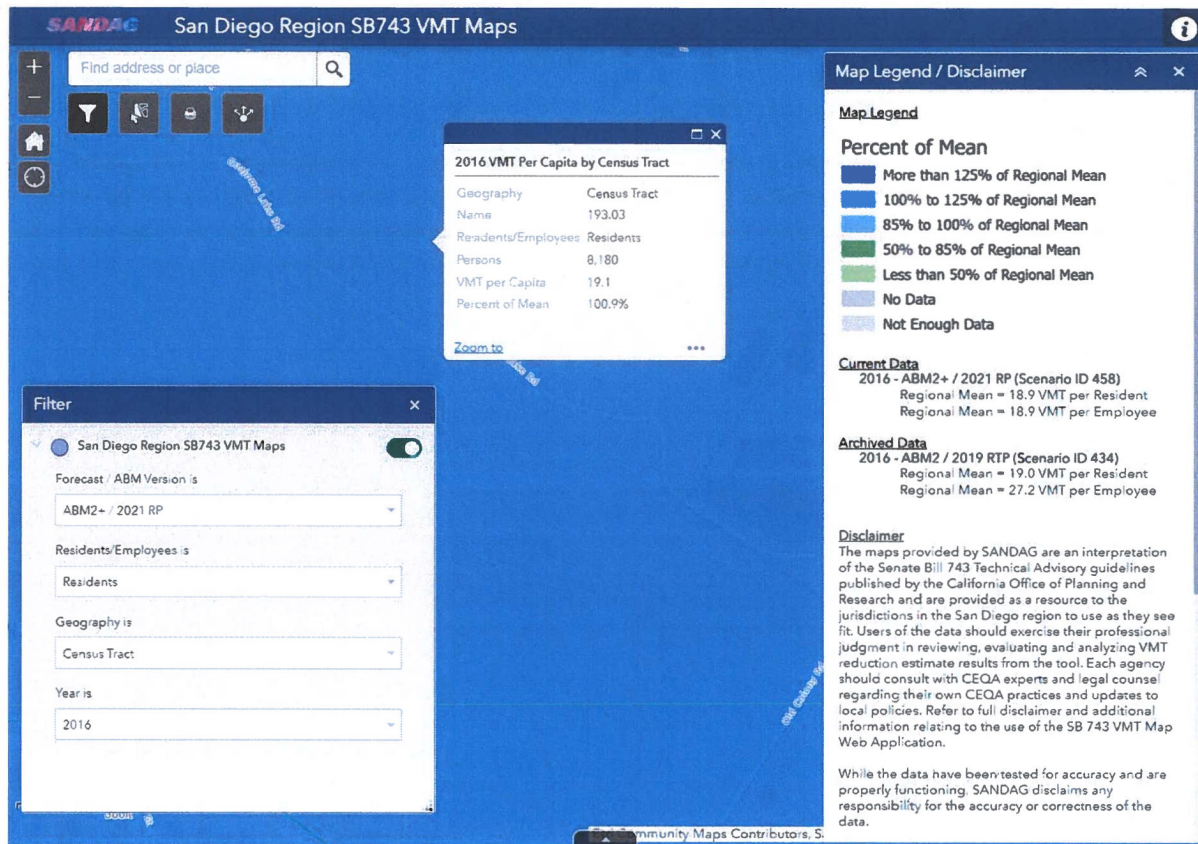 SANDAG San Diego Region SB743 VMT Maps
Find address or place
2016 VMT Per Capita by Census Tract
Geography Census Tract
Name 193.03
Residents/Employees Residents
Persons 8,180
VMT per Capita 19.1
Percent of Mean 100.9%
Zoom to
Rd
Filter
San Diego Region SB743 VMT Maps
Forecast / ABM Version is
ABM2+ / 2021 RP
Residents/Employees is
Residents
Geography is
Census Tract
Year is
2016
Old Colony Rd
Map Legend / Disclaimer
Map Legend
Percent of Mean
More than 125% of Regional Mean
100% to 125% of Regional Mean
85% to 100% of Regional Mean
50% to 85% of Regional Mean
Less than 50% of Regional Mean
No Data
Not Enough Data
Current Data
2016 - ABM2+ / 2021 RP (Scenario ID 458)
Regional Mean = 18.9 VMT per Resident
Regional Mean = 18.9 VMT per Employee
Archived Data
2016 - ABM2 / 2019 RTP (Scenario ID 434)
Regional Mean = 19.0 VMT per Resident
Regional Mean = 27.2 VMT per Employee
Disclaimer
The maps provided by SANDAG are an interpretation
of the Senate Bill 743 Technical Advisory guidelines
published by the California Office of Planning and
Research and are provided as a resource to the
jurisdictions in the San Diego region to use as they see
fit. Users of the data should exercise their professional
judgment in reviewing, evaluating and analyzing VMT
reduction estimate results from the tool. Each agency
should consult with CEQA experts and legal counsel
regarding their own CEQA practices and updates to
local policies. Refer to full disclaimer and additional
information relating to the use of the SB 743 VMT Map
Web Application.
While the data have been tested for accuracy and are
properly functioning, SANDAG disclaims any
responsibility for the accuracy or correctness of the
data.
Community Maps Contributors, S